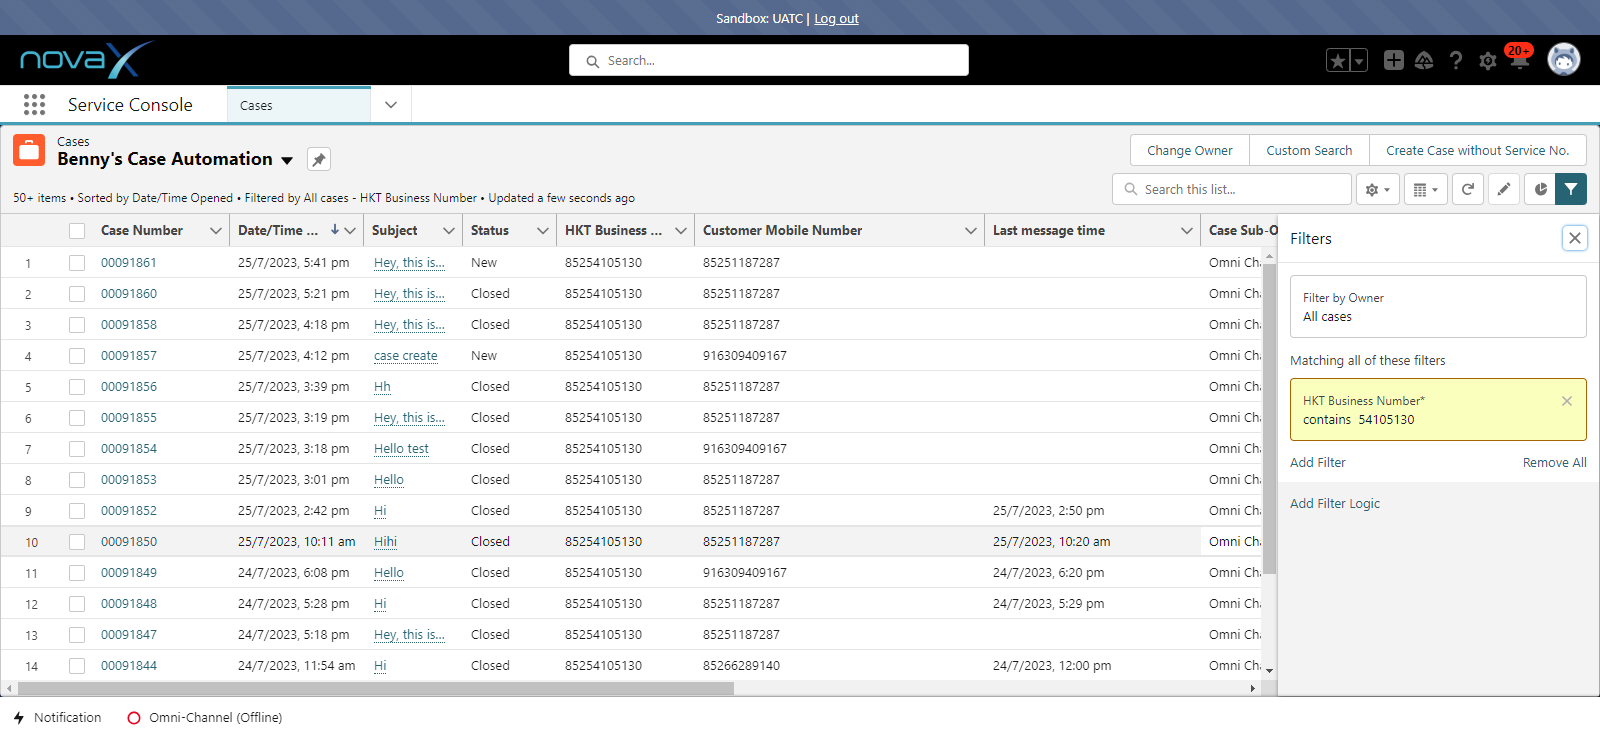 Sandbox: UATC | Log out
novaX
Search...
20+
Service Console
Cases
Cases
Benny's Case Automation
Change Owner
Custom Search
Create Case without Service No.
50+ items • Sorted by Date/Time Opened • Filtered by All cases - HKT Business Number • Updated a few seconds ago
Search this list...
Case Number Date/Time ... Subject Status HKT Business ... Customer Mobile Number Last message time Case Sub-O
1 00091861 25/7/2023, 5:41 pm Hey, this is... New 85254105130 85251187287 Omni Cha
2 00091860 25/7/2023, 5:21 pm Hey, this is... Closed 85254105130 85251187287 Omni Cha
3 00091858 25/7/2023, 4:18 pm Hey, this is... Closed 85254105130 85251187287 Omni Cha
4 00091857 25/7/2023, 4:12 pm case create New 85254105130 916309409167 Omni Cha
5 00091856 25/7/2023, 3:39 pm Hh Closed 85254105130 85251187287 Omni Cha
6 00091855 25/7/2023, 3:19 pm Hey, this is... Closed 85254105130 85251187287 Omni Cha
7 00091854 25/7/2023, 3:18 pm Hello test Closed 85254105130 916309409167 Omni Cha
8 00091853 25/7/2023, 3:01 pm Hello Closed 85254105130 85251187287 Omni Cha
9 00091852 25/7/2023, 2:42 pm Hi Closed 85254105130 85251187287 25/7/2023, 2:50 pm Omni Cha
10 00091850 25/7/2023, 10:11 am Hihi Closed 85254105130 85251187287 25/7/2023, 10:20 am Omni Cha
11 00091849 24/7/2023, 6:08 pm Hello Closed 85254105130 916309409167 24/7/2023, 6:20 pm Omni Cha
12 00091848 24/7/2023, 5:28 pm Hi Closed 85254105130 85251187287 24/7/2023, 5:29 pm Omni Cha
13 00091847 24/7/2023, 5:18 pm Hey, this is... Closed 85254105130 85251187287 Omni Cha
14 00091844 24/7/2023, 11:54 am Hi Closed 85254105130 85266289140 24/7/2023, 12:00 pm Omni Cha
Filters
Filter by Owner
All cases
Matching all of these filters
HKT Business Number*
contains 54105130
Add Filter Remove All
Add Filter Logic
Notification Omni-Channel (Offline)